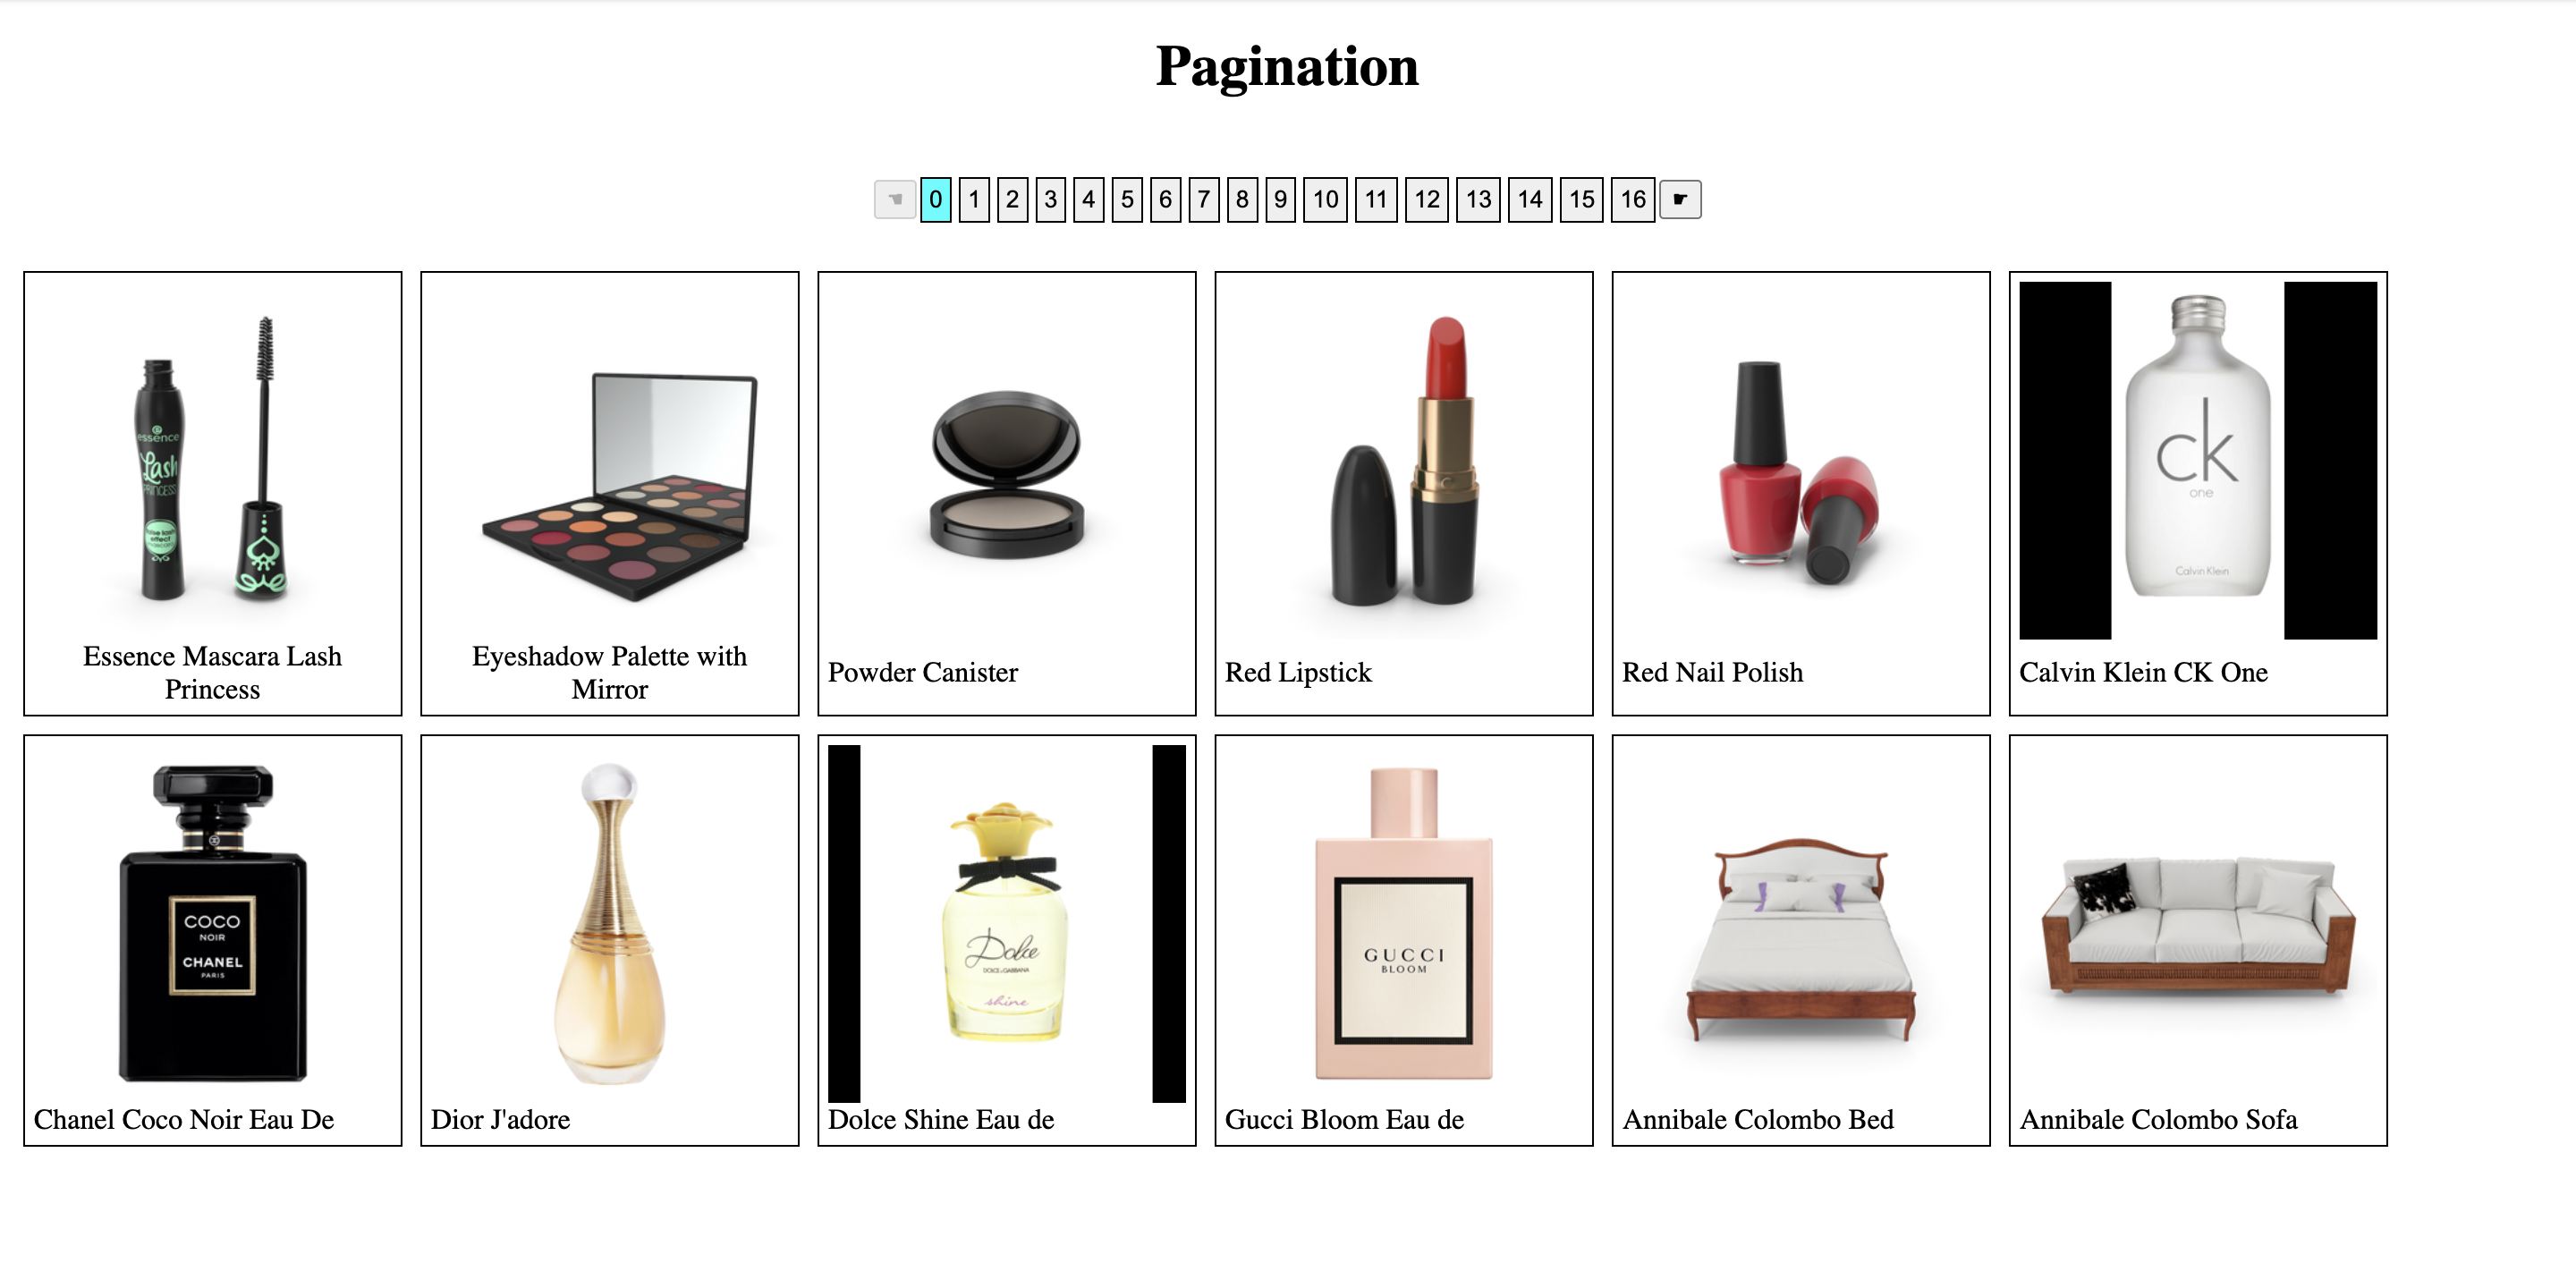 Pagination
☚ 0 1 2 3 4 5 6 7 8 9 10 11 12 13 14 15 16 ☛
essence
Lash
PRINCESS
ck
one
Calvin Klein
Essence Mascara Lash
Princess
Eyeshadow Palette with
Mirror
Powder Canister
Red Lipstick
Red Nail Polish
Calvin Klein CK One
COCO
NOIR
CHANEL
PARIS
Dolce
DOLCE & GABBANA
shine
GUCCI
BLOOM
Chanel Coco Noir Eau De
Dior J'adore
Dolce Shine Eau de
Gucci Bloom Eau de
Annibale Colombo Bed
Annibale Colombo Sofa